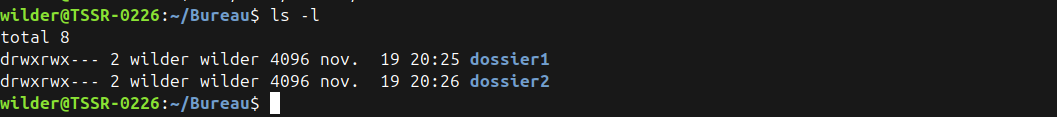 wilder@TSSR-0226:~/Bureau$ ls -l
total 8
drwxrwx--- 2 wilder wilder 4096 nov.  19 20:25 dossier1
drwxrwx--- 2 wilder wilder 4096 nov.  19 20:26 dossier2
wilder@TSSR-0226:~/Bureau$